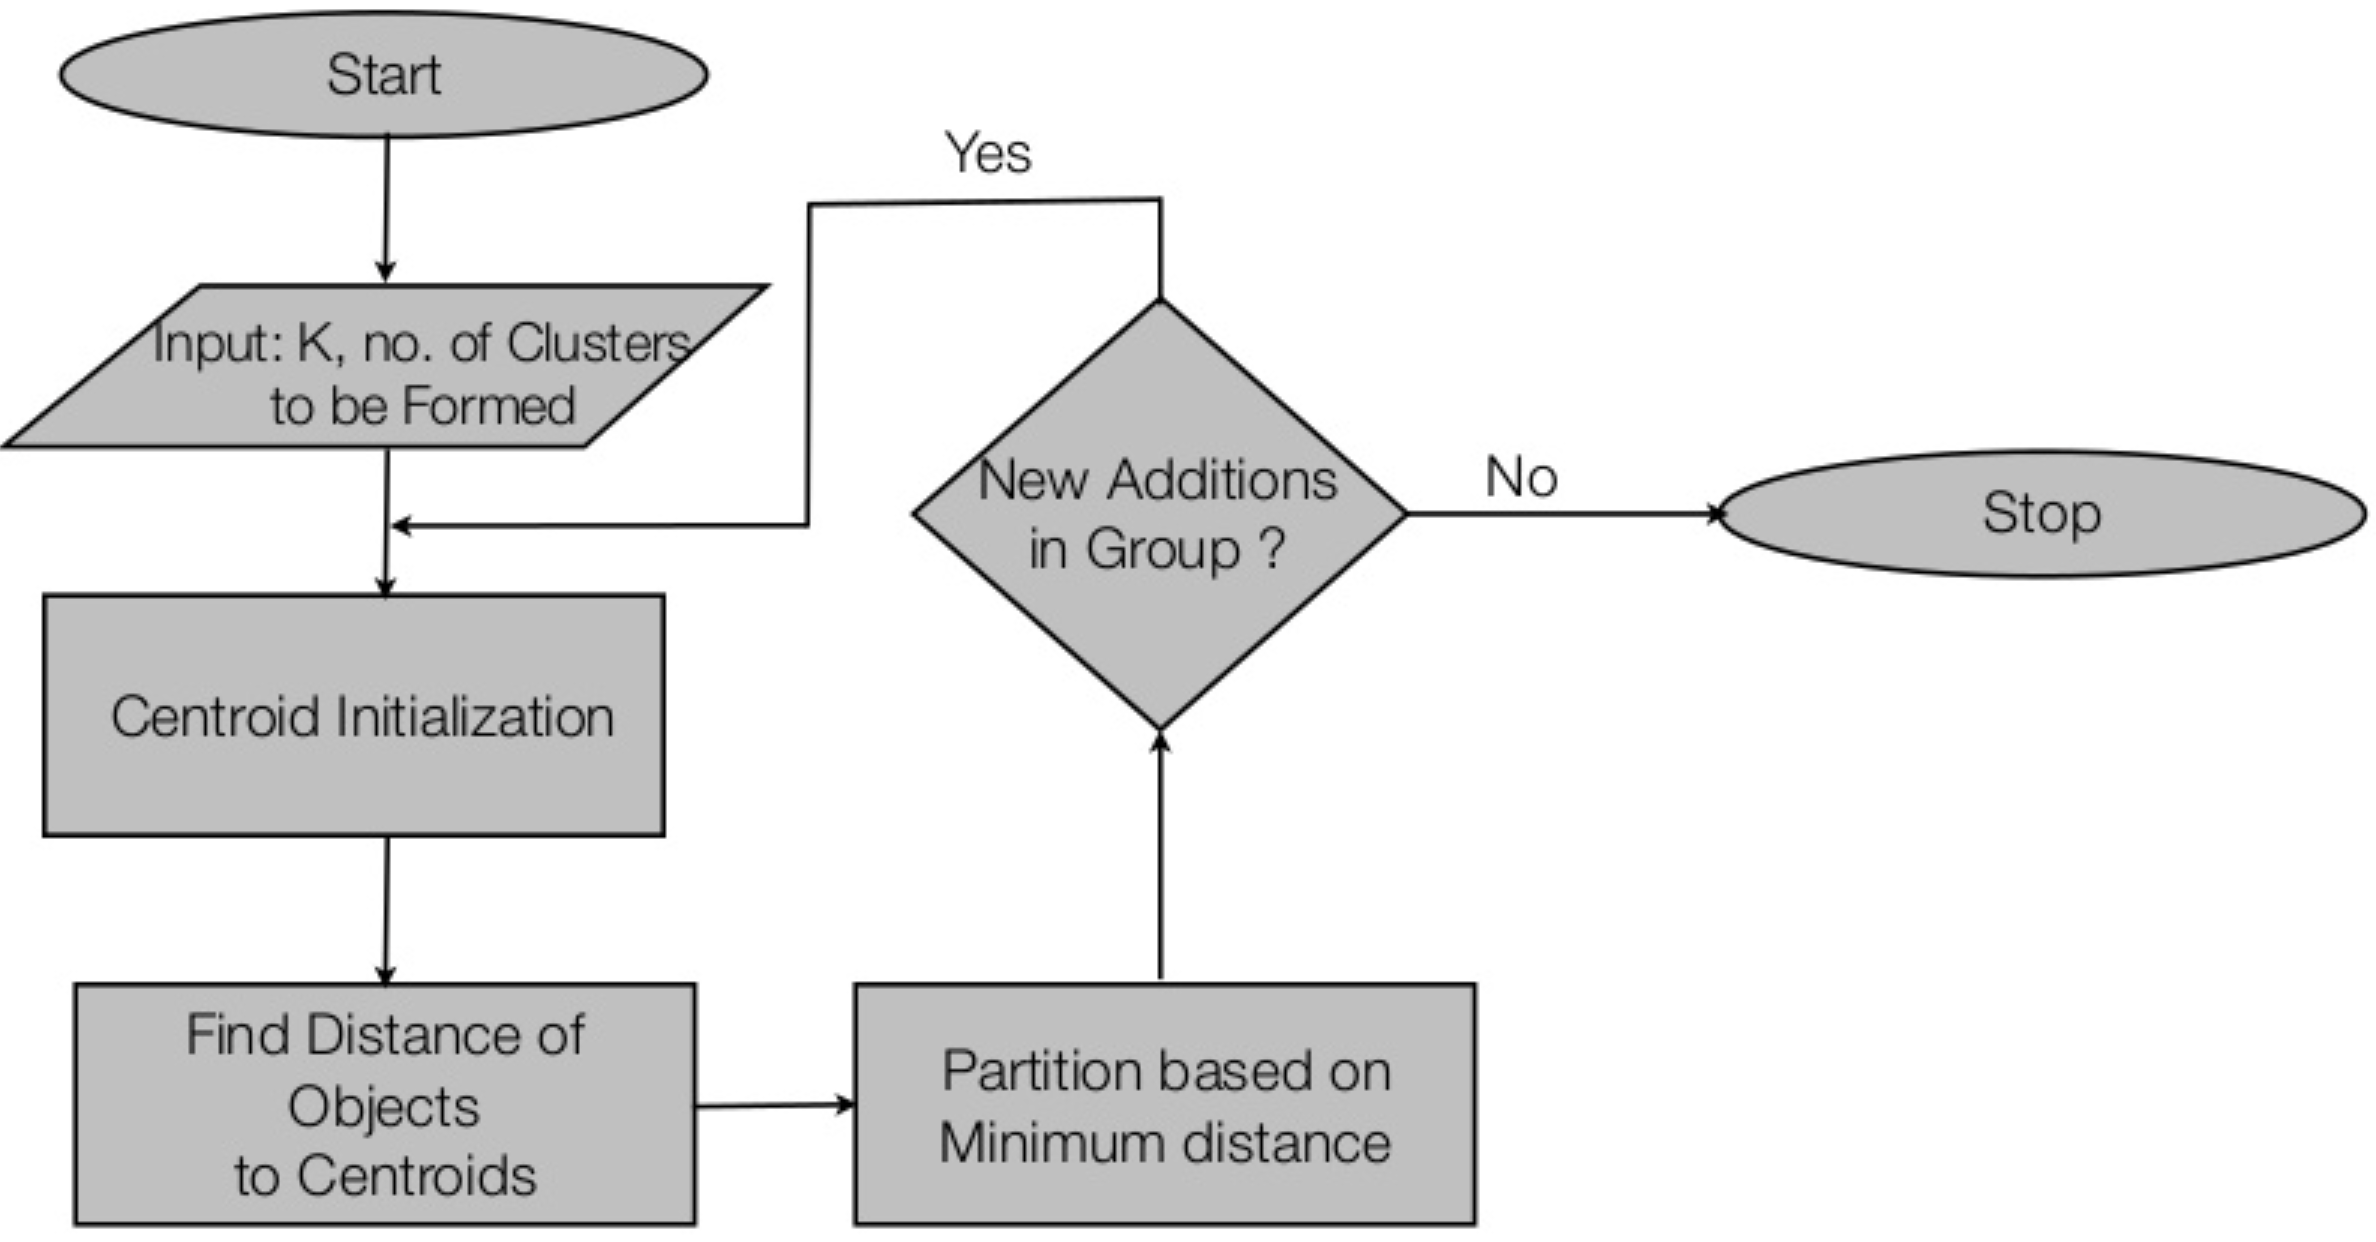 Start
Input: K, no. of Clusters
to be Formed
Centroid Initialization
Find Distance of
Objects
to Centroids
Partition based on
Minimum distance
New Additions
in Group ?
Yes
No
Stop